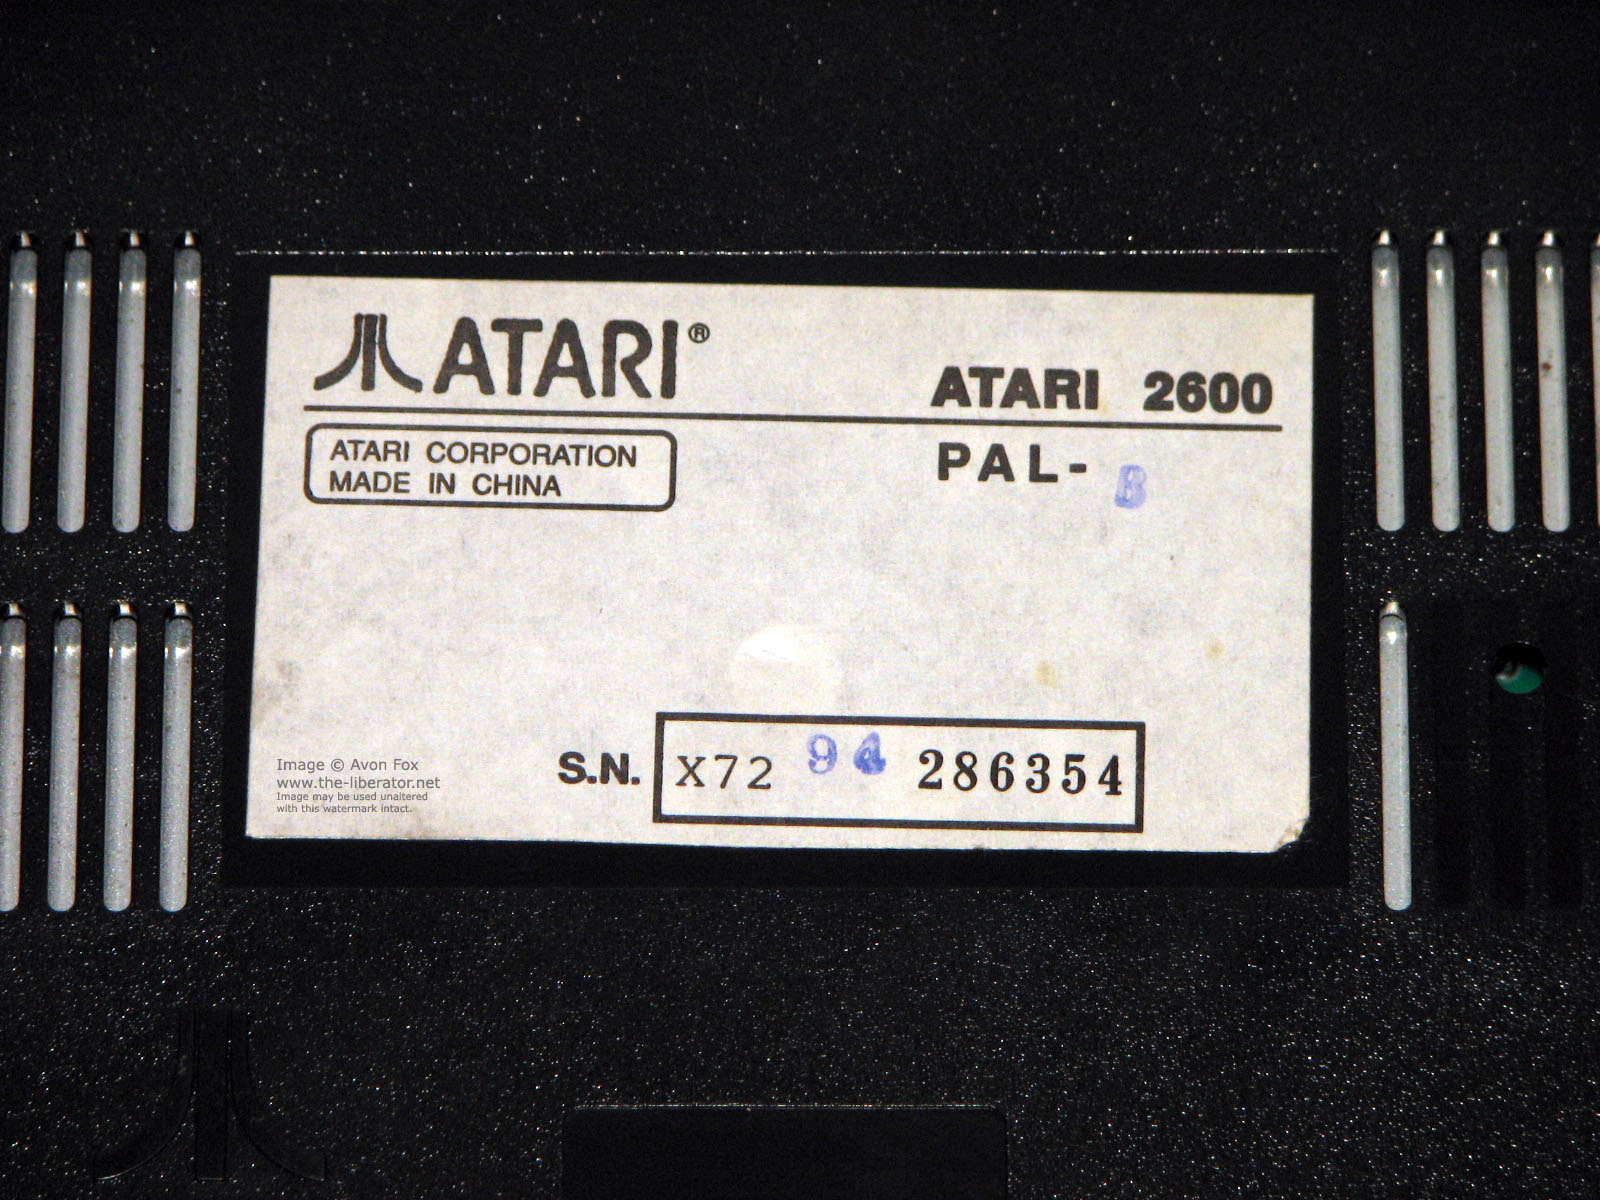 ATARI®
ATARI 2600
ATARI CORPORATION
MADE IN CHINA
PAL- B
S.N. X72 94 286354
Image © Avon Fox
www.the-liberator.net
Image may be used unaltered
with this watermark intact.